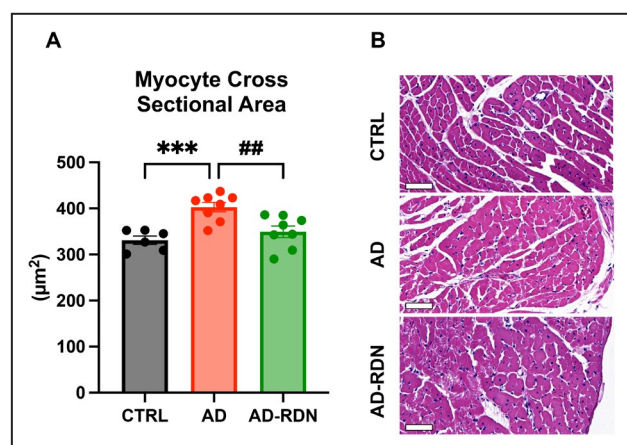 A
Myocyte Cross
Sectional Area
***
##
500
400
300
200
100
0
(µm²)
CTRL
AD
AD-RDN
B
CTRL
AD
AD-RDN